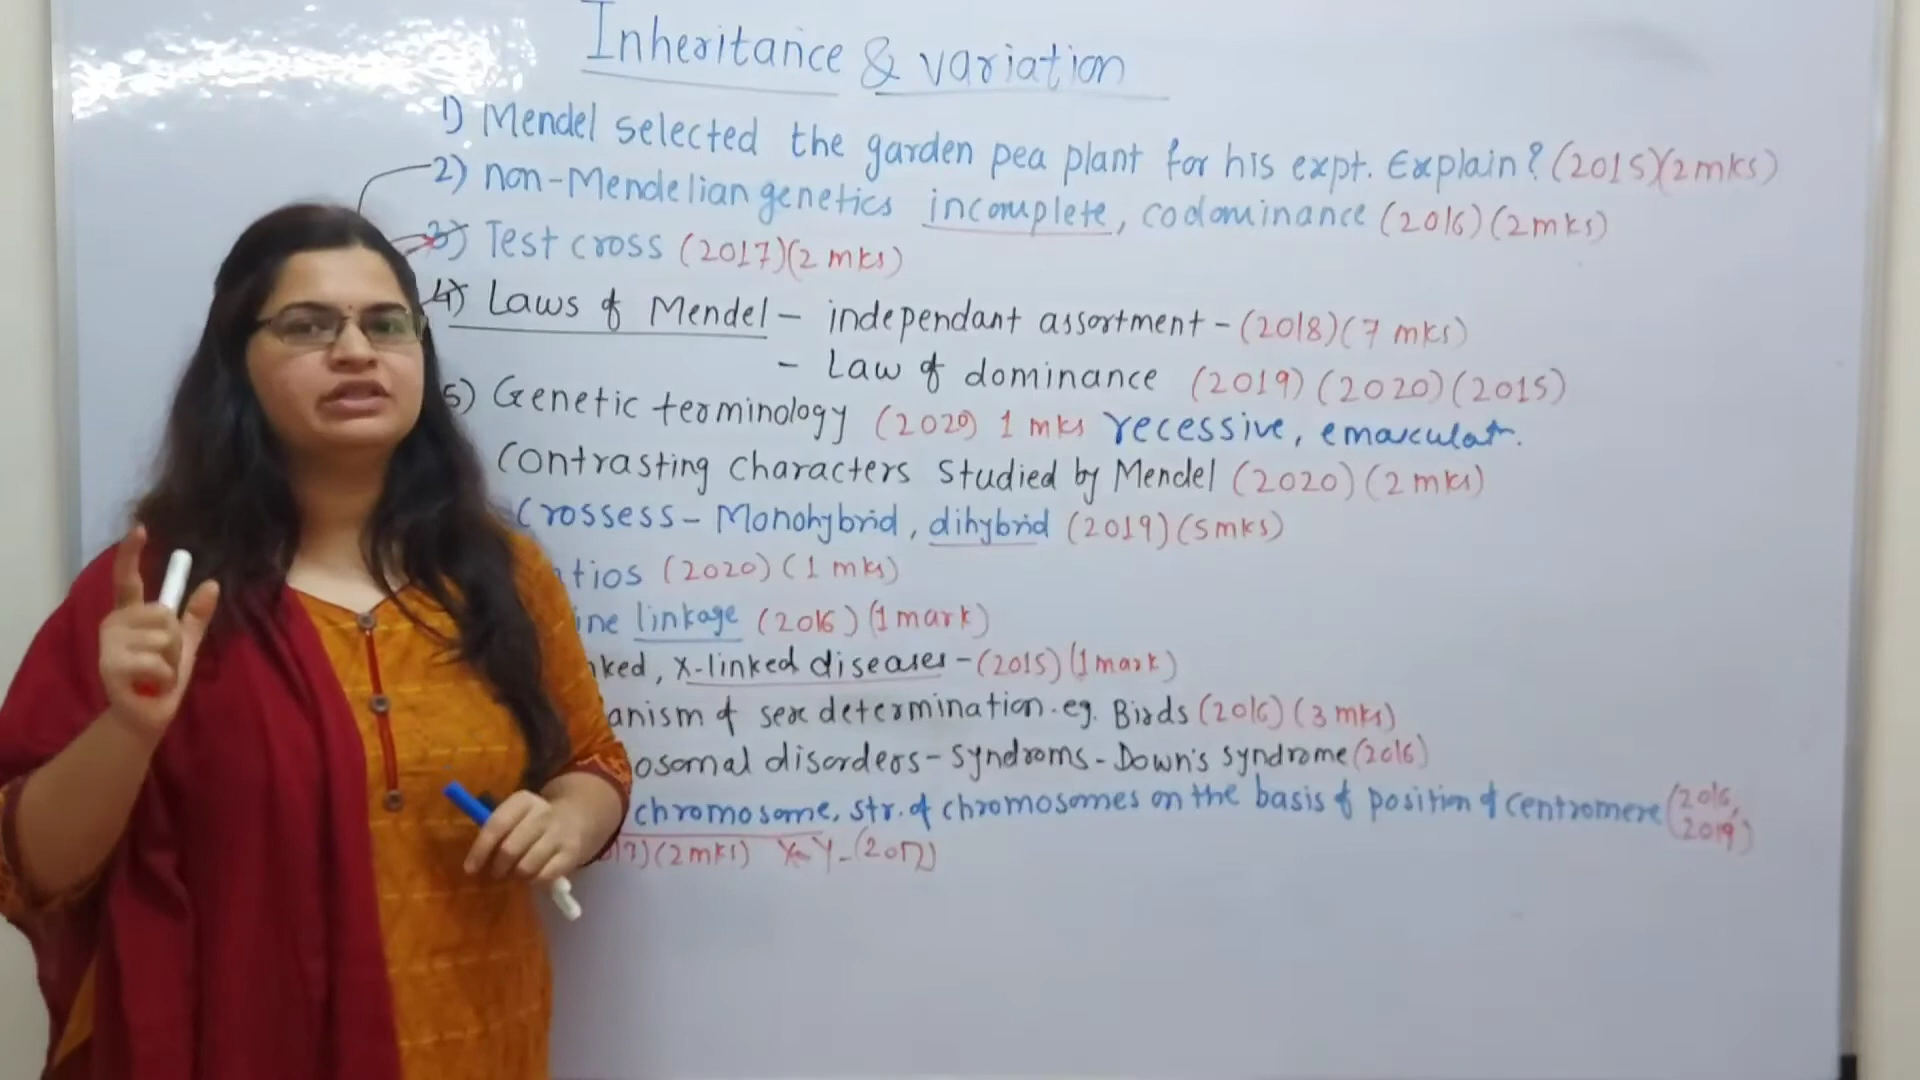 Inheritance & variation
1) Mendel selected the garden pea plant for his expt. Explain? (2015)(2mks)
2) non-Mendelian genetics incomplete, codominance (2016)(2mks)
3) Test cross (2017)(2 mks)
4) Laws of Mendel - independant assortment - (2018)(7 mks)
- Law of dominance (2019)(2020)(2015)
5) Genetic terminology (2020) 1 mks recessive, emasculatn.
Contrasting characters studied by Mendel (2020)(2 mks)
Crossess - Monohybrid, dihybrid (2019)(5mks)
tios (2020)(1 mks)
ine linkage (2016)(1 mark)
nked, X-linked diseases - (2015)(1 mark)
anism of sex determination. eg. Birds (2016)(3 mks)
osomal disorders - syndroms - Down's syndrome (2016)
chromosome, str. of chromosomes on the basis of position of centromere (2016, 2019)
(2mks) X Y - (2017)